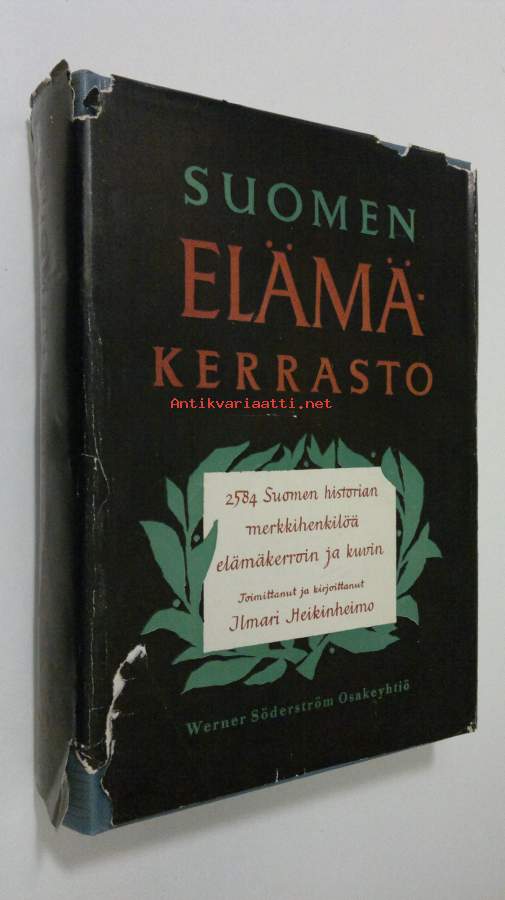 SUOMEN
ELÄMÄ-
KERRASTO
Antikvariaatti.net
2584 Suomen historian
merkkihenkilöä
elämäkerroin ja kuvin
Toimittanut ja kirjoittanut
Ilmari Heikinheimo
Werner Söderström Osakeyhtiö